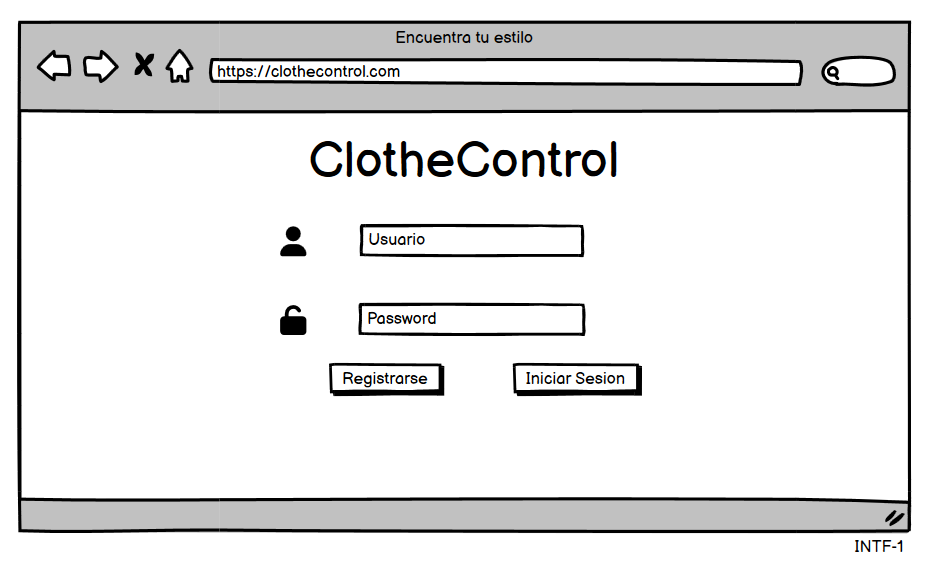 Encuentra tu estilo
https://clothecontrol.com
ClotheControl
Usuario
Password
Registrarse
Iniciar Sesion
INTF-1